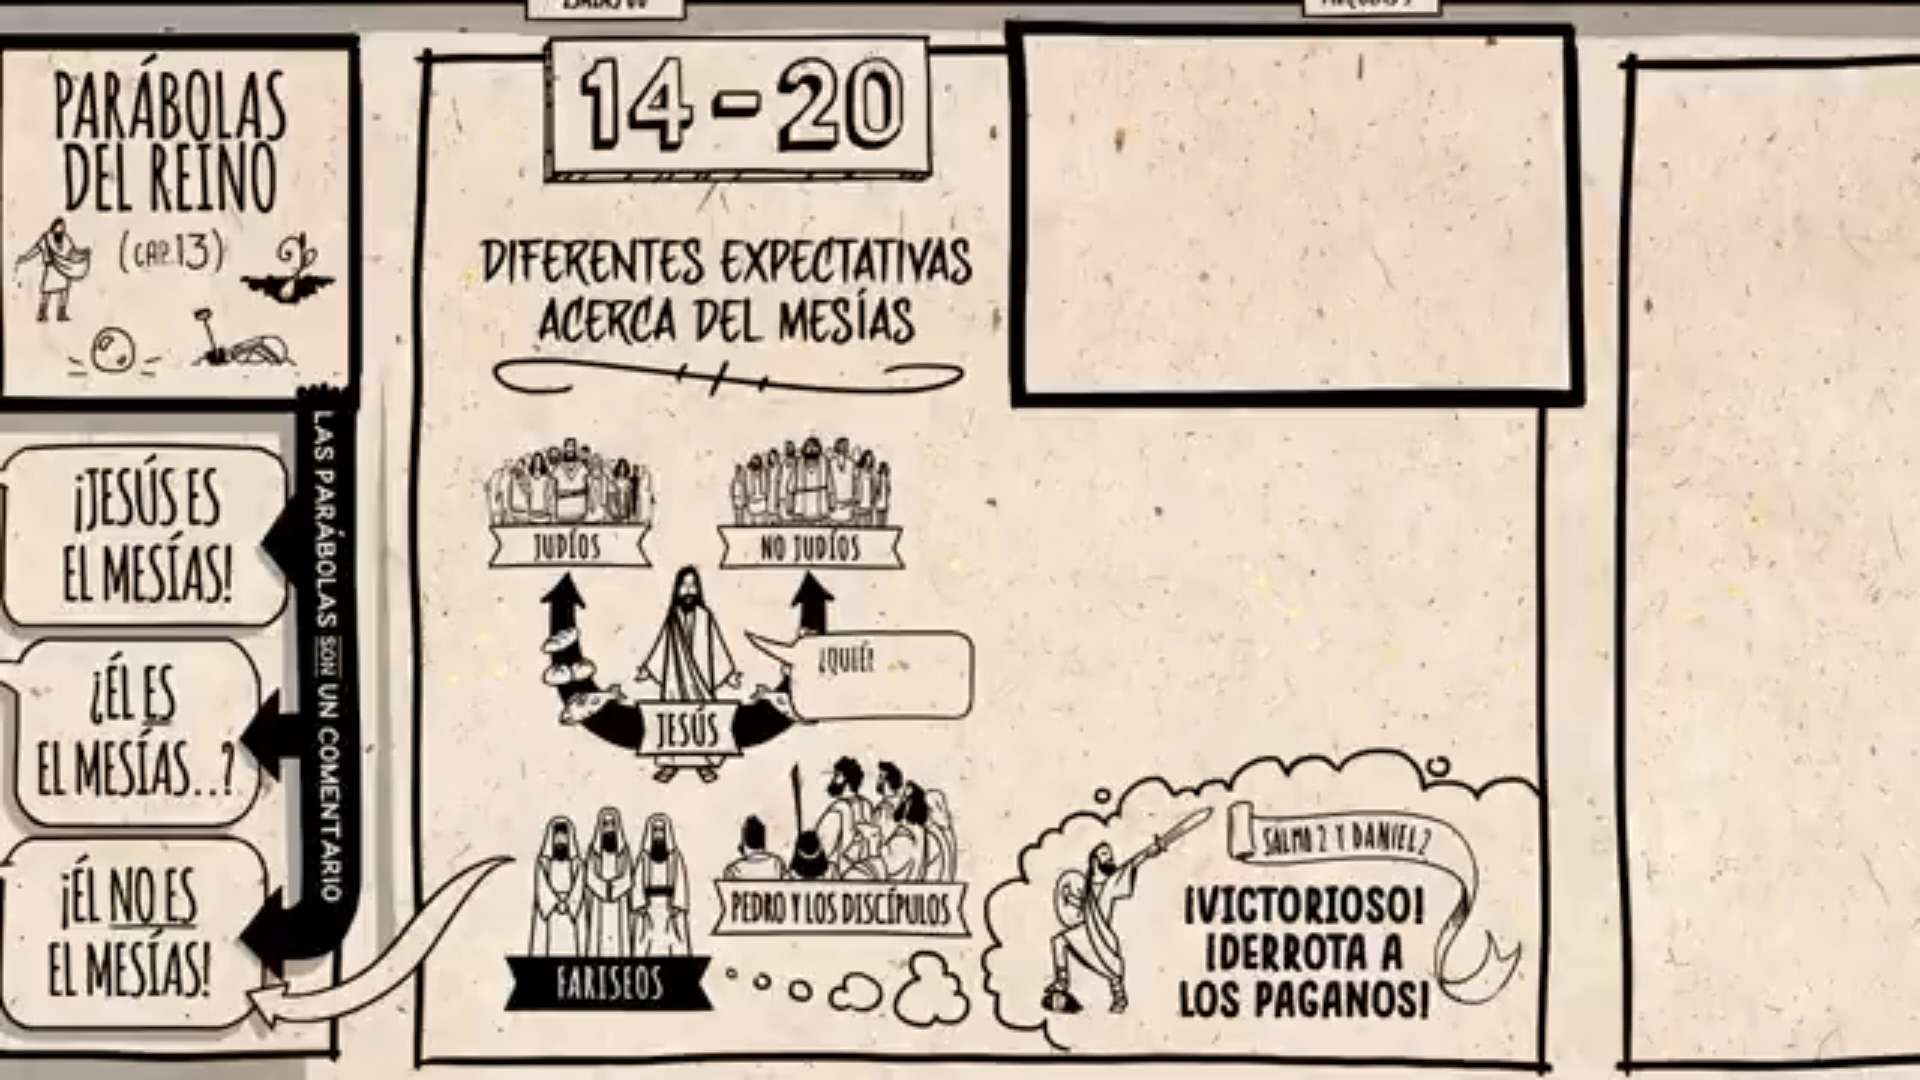 PARÁBOLAS
DEL REINO
(CAP. 13)
LAS PARÁBOLAS SON UN COMENTARIO
¡JESÚS ES
EL MESÍAS!
¿ÉL ES
EL MESÍAS..?
¡ÉL NO ES
EL MESÍAS!
14-20
DIFERENTES EXPECTATIVAS
ACERCA DEL MESÍAS
JUDÍOS
NO JUDÍOS
JESÚS
PEDRO Y LOS DISCÍPULOS
FARISEOS
SALMO 2 Y DANIEL 2
¡VICTORIOSO!
¡DERROTA A
LOS PAGANOS!